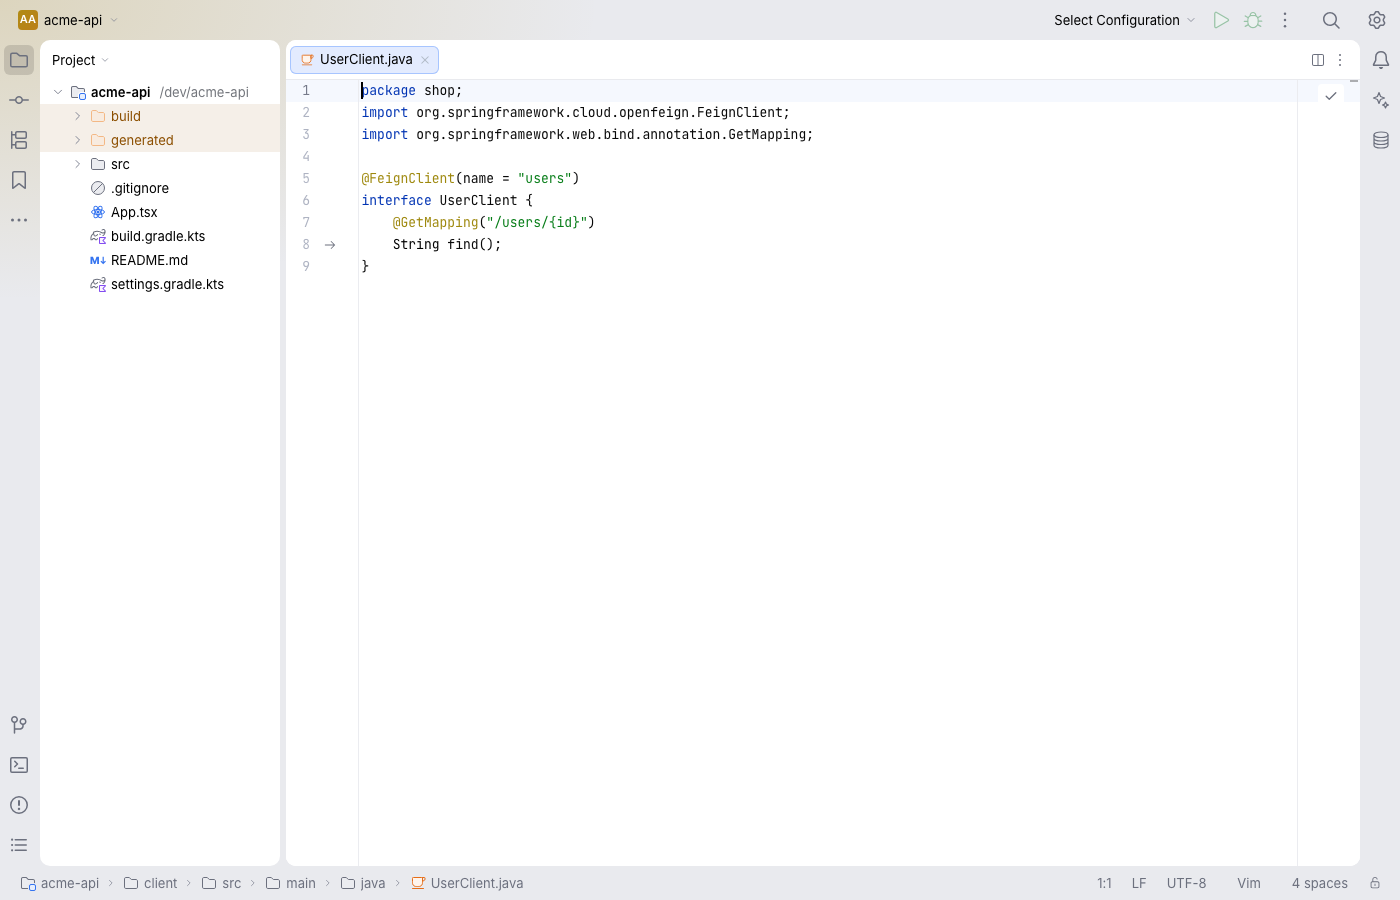 AA acme-api
Select Configuration
Project
UserClient.java
acme-api /dev/acme-api
build
generated
src
.gitignore
App.tsx
build.gradle.kts
M↓ README.md
settings.gradle.kts
1 package shop;
2 import org.springframework.cloud.openfeign.FeignClient;
3 import org.springframework.web.bind.annotation.GetMapping;
4
5 @FeignClient(name = "users")
6 interface UserClient {
7 @GetMapping("/users/{id}")
8 String find();
9 }
acme-api client src main java UserClient.java
1:1 LF UTF-8 Vim 4 spaces